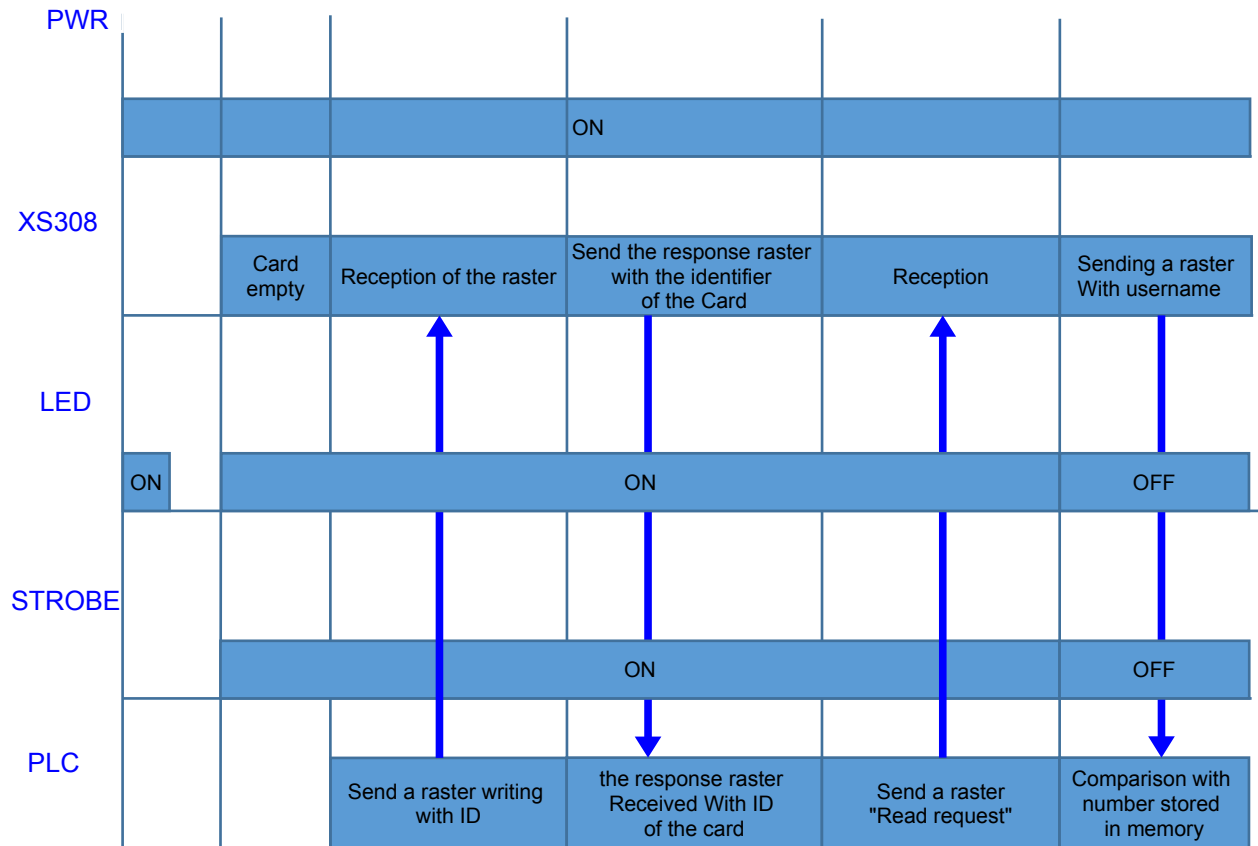 PWR
ON
XS308
Card
empty
Reception of the raster
Send the response raster
with the identifier
of the Card
Reception
Sending a raster
With username
LED
ON
ON
OFF
STROBE
ON
OFF
PLC
Send a raster writing
with ID
the response raster
Received With ID
of the card
Send a raster
"Read request"
Comparison with
number stored
in memory